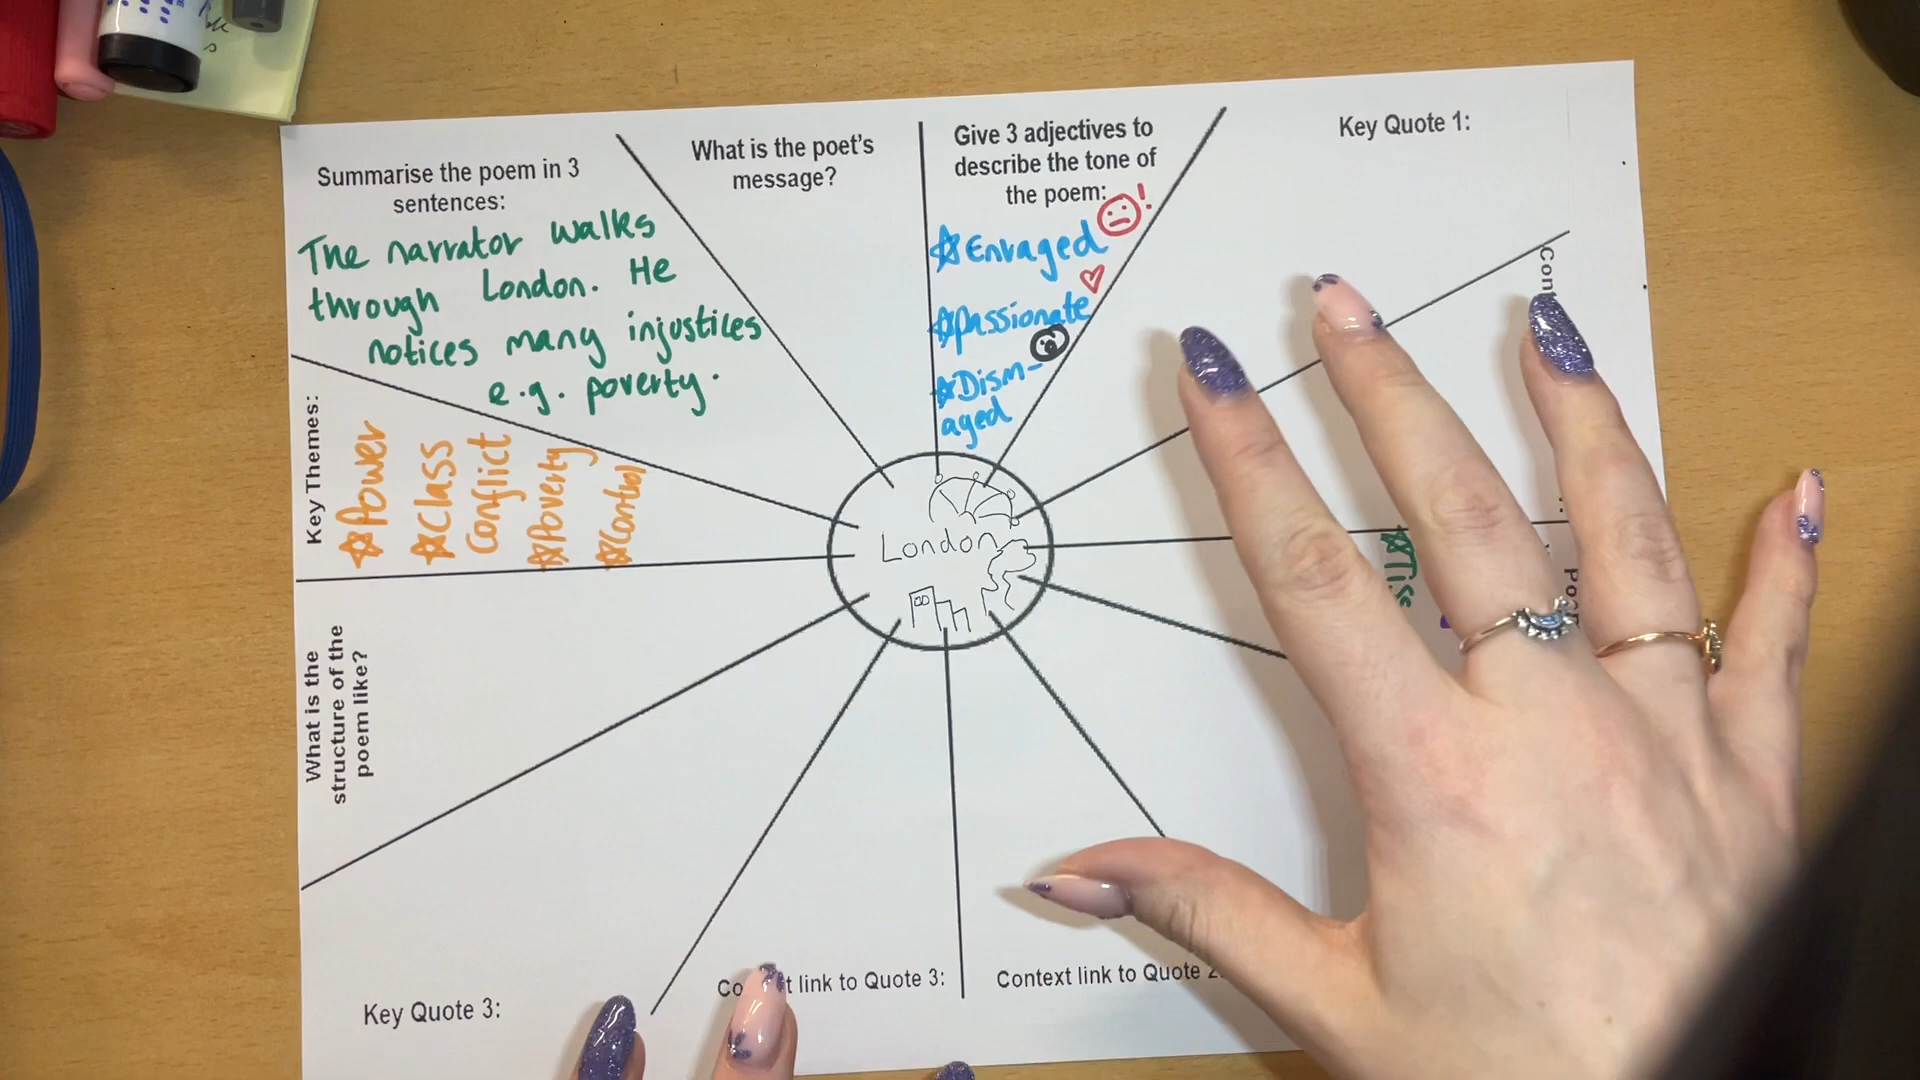 Summarise the poem in 3
sentences:
The narrator walks
through London. He
notices many injustices
e.g. poverty.
What is the poet's
message?
Give 3 adjectives to
describe the tone of
the poem:
Enraged
passionate
Dism-
aged
Key Quote 1:
Key Themes:
Power
Class
Conflict
Poverty
Control
London
What is the
structure of the
poem like?
Key Quote 3:
link to Quote 3:
Context link to Quote 2